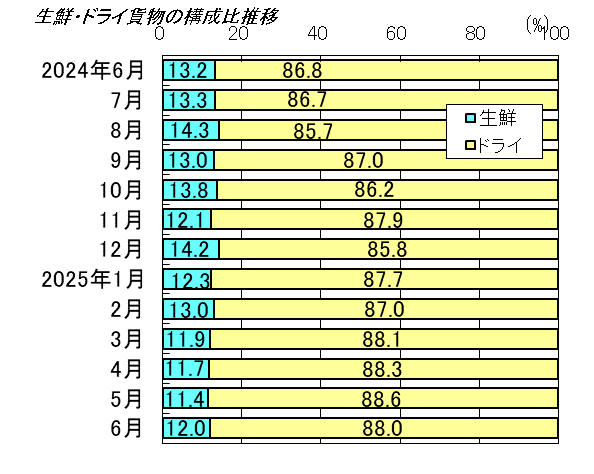 生鮮・ドライ貨物の構成比推移
(%)
0 20 40 60 80 100
2024年6月 13.2 86.8
7月 13.3 86.7
生鮮
8月 14.3 85.7
ドライ
9月 13.0 87.0
10月 13.8 86.2
11月 12.1 87.9
12月 14.2 85.8
2025年1月 12.3 87.7
2月 13.0 87.0
3月 11.9 88.1
4月 11.7 88.3
5月 11.4 88.6
6月 12.0 88.0